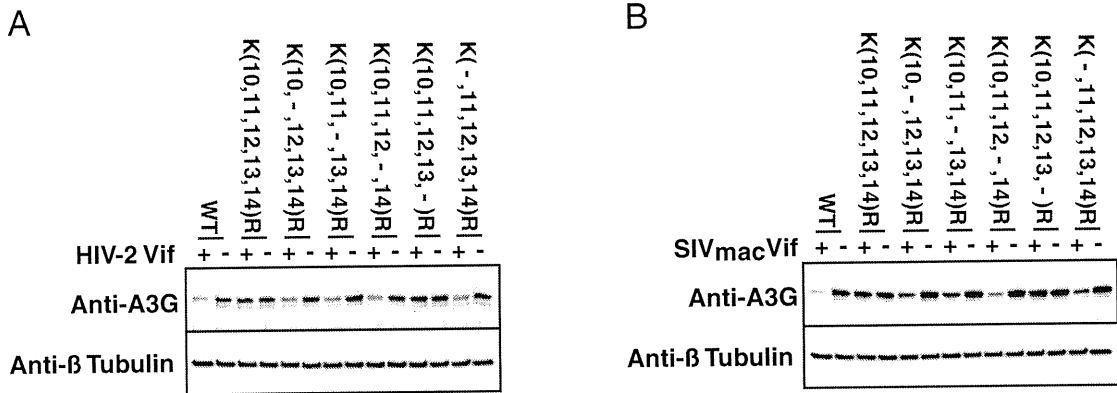 A
WT
K(10,11,12,13,14)R
K(10,-,12,13,14)R
K(10,11,-,13,14)R
K(10,11,12,-,14)R
K(10,11,12,13,-)R
K(-,11,12,13,14)R
HIV-2 Vif + - + - + - + - + - + - + -
Anti-A3G
Anti-ß Tubulin
B
WT
K(10,11,12,13,14)R
K(10,-,12,13,14)R
K(10,11,-,13,14)R
K(10,11,12,-,14)R
K(10,11,12,13,-)R
K(-,11,12,13,14)R
SIVmacVif + - + - + - + - + - + - + -
Anti-A3G
Anti-ß Tubulin